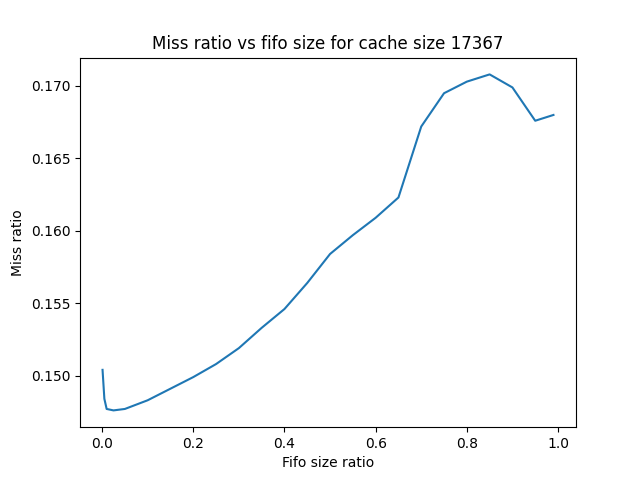 Miss ratio vs fifo size for cache size 17367
0.170
0.165
0.160
0.155
0.150
Miss ratio
0.0 0.2 0.4 0.6 0.8 1.0
Fifo size ratio